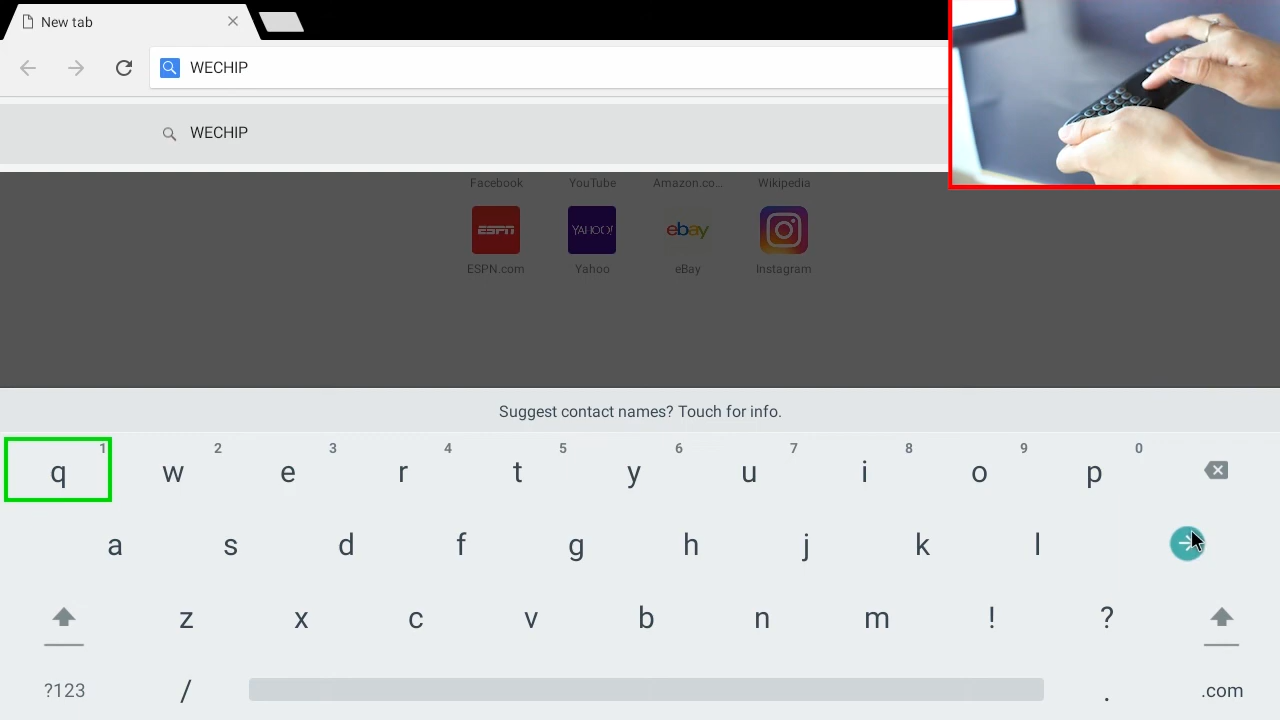 New tab
WECHIP
WECHIP
Facebook YouTube Amazon.co... Wikipedia
ESPN YAHOO! ebay
ESPN.com Yahoo eBay Instagram
Suggest contact names? Touch for info.
1 2 3 4 5 6 7 8 9 0
q w e r t y u i o p
a s d f g h j k l
z x c v b n m ! ?
?123 / . .com